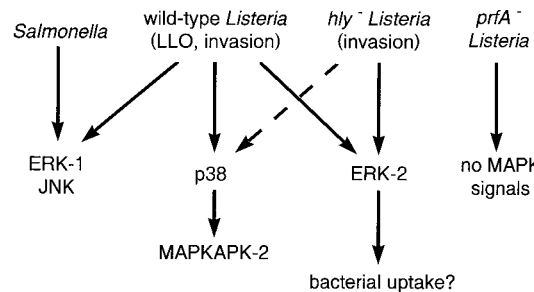 Salmonella
wild-type Listeria
(LLO, invasion)
hly - Listeria
(invasion)
prfA -
Listeria
ERK-1
JNK
p38
ERK-2
no MAPK
signals
MAPKAPK-2
bacterial uptake?